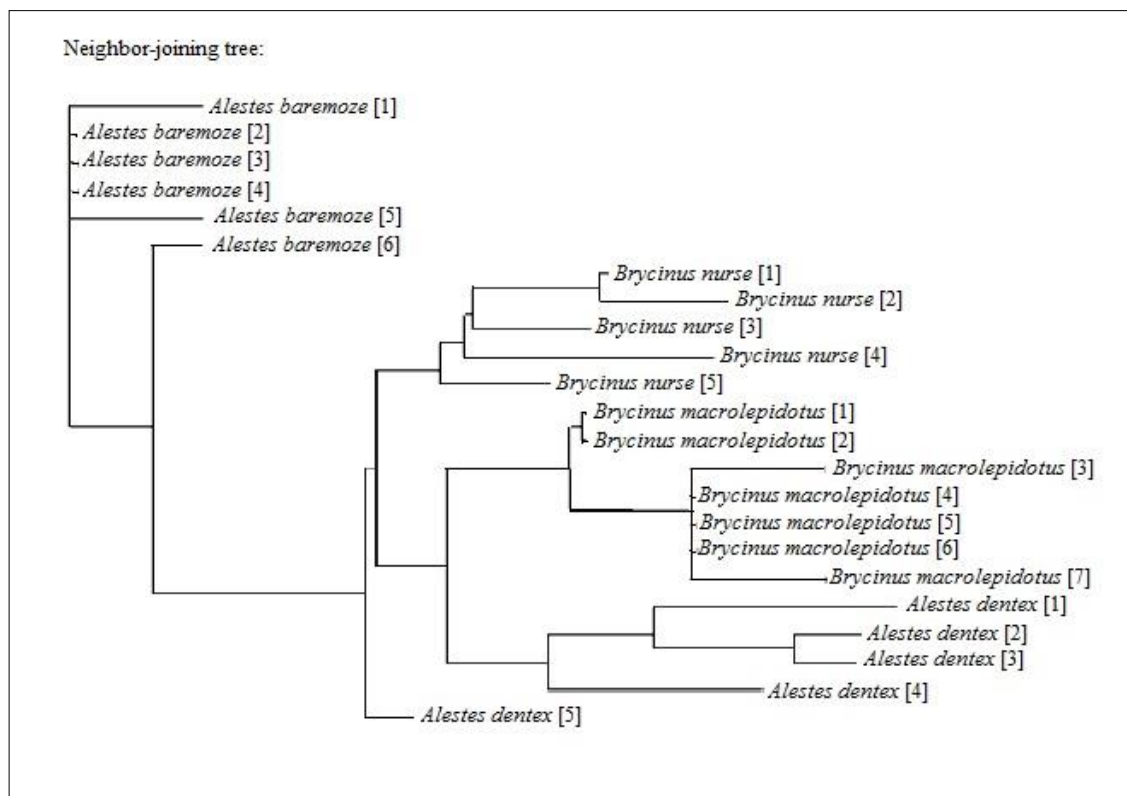 Neighbor-joining tree:
Alestes baremoze [1]
Alestes baremoze [2]
Alestes baremoze [3]
Alestes baremoze [4]
Alestes baremoze [5]
Alestes baremoze [6]
Brycinus nurse [1]
Brycinus nurse [2]
Brycinus nurse [3]
Brycinus nurse [4]
Brycinus nurse [5]
Brycinus macrolepidotus [1]
Brycinus macrolepidotus [2]
Brycinus macrolepidotus [3]
Brycinus macrolepidotus [4]
Brycinus macrolepidotus [5]
Brycinus macrolepidotus [6]
Brycinus macrolepidotus [7]
Alestes dentex [1]
Alestes dentex [2]
Alestes dentex [3]
Alestes dentex [4]
Alestes dentex [5]